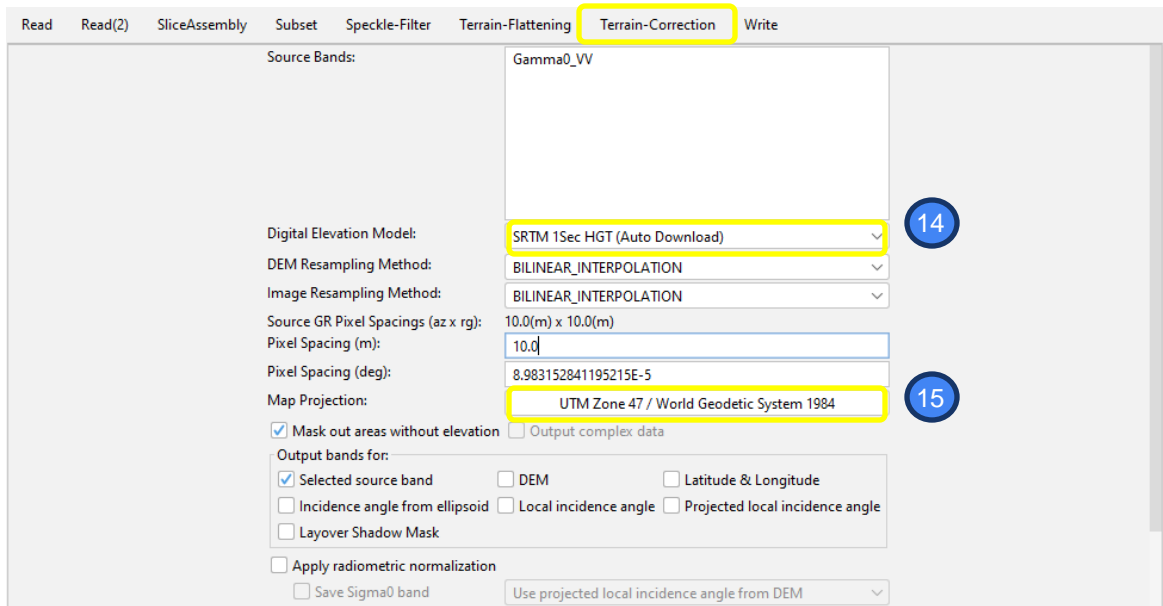 Read Read(2) SliceAssembly Subset Speckle-Filter Terrain-Flattening Terrain-Correction Write
Source Bands: Gamma0_VV
14
Digital Elevation Model: SRTM 1Sec HGT (Auto Download)
DEM Resampling Method: BILINEAR_INTERPOLATION
Image Resampling Method: BILINEAR_INTERPOLATION
Source GR Pixel Spacings (az x rg): 10.0(m) x 10.0(m)
Pixel Spacing (m): 10.0
Pixel Spacing (deg): 8.983152841195215E-5
Map Projection: UTM Zone 47 / World Geodetic System 1984 15
Mask out areas without elevation Output complex data
Output bands for:
Selected source band DEM Latitude & Longitude
Incidence angle from ellipsoid Local incidence angle Projected local incidence angle
Layover Shadow Mask
Apply radiometric normalization
Save Sigma0 band Use projected local incidence angle from DEM